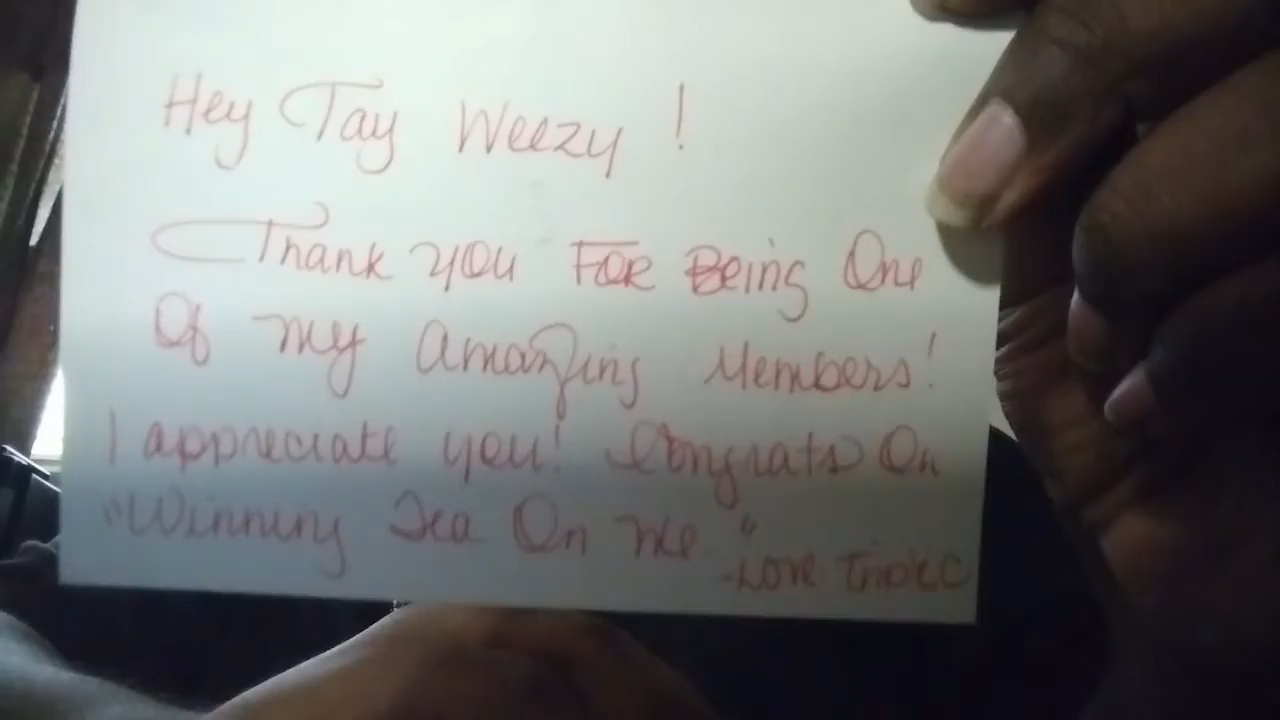 Hey Tay Weezy !
Thank you FOR Being One
Of my Amazing Members!
I appreciate you! Congrats On
"Winning Tea On Me"
-Love